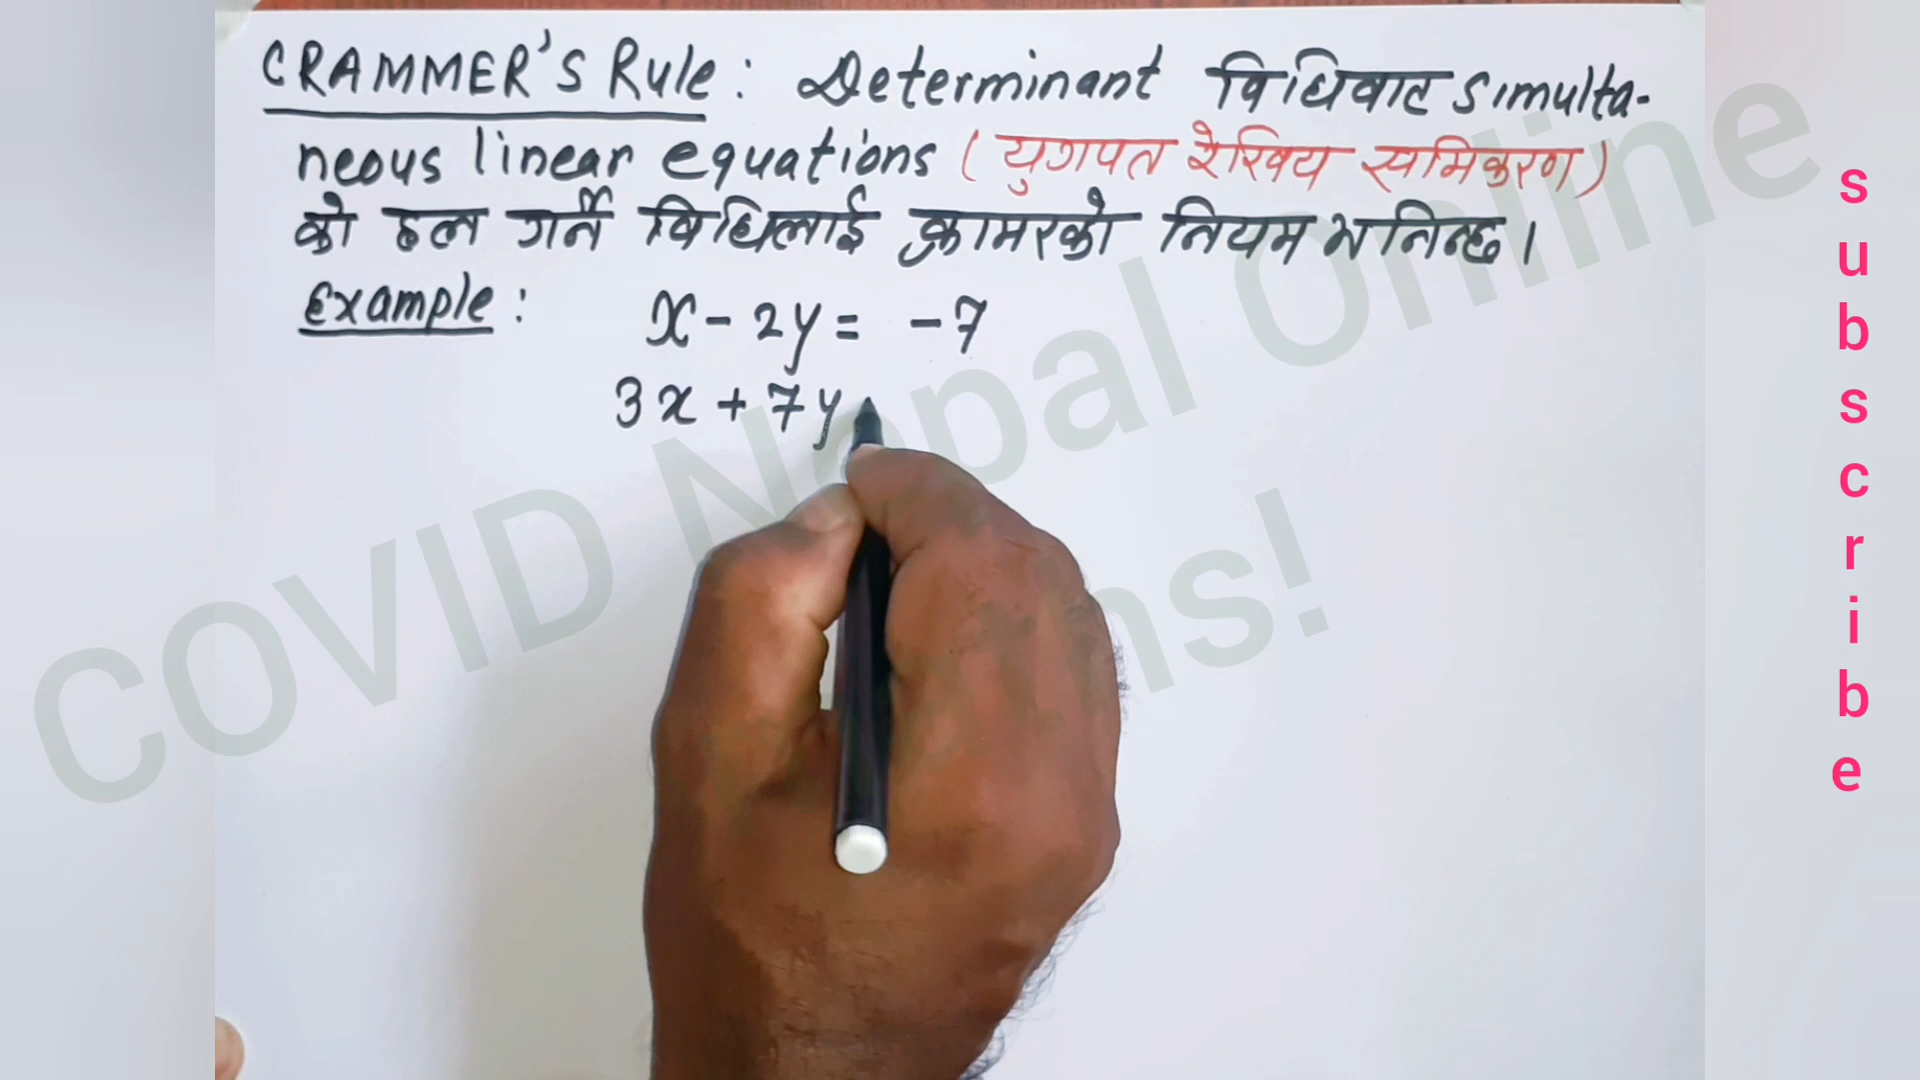 CRAMMER'S Rule: Determinant विधिवाट simulta-
neous linear equations (युगपत रेखिय समिकरण)
को हल गर्ने विधिलाई क्रामरको नियम भनिन्छ।
Example: x - 2y = -7
3x + 7y
COVID Nepal Online
subscribe